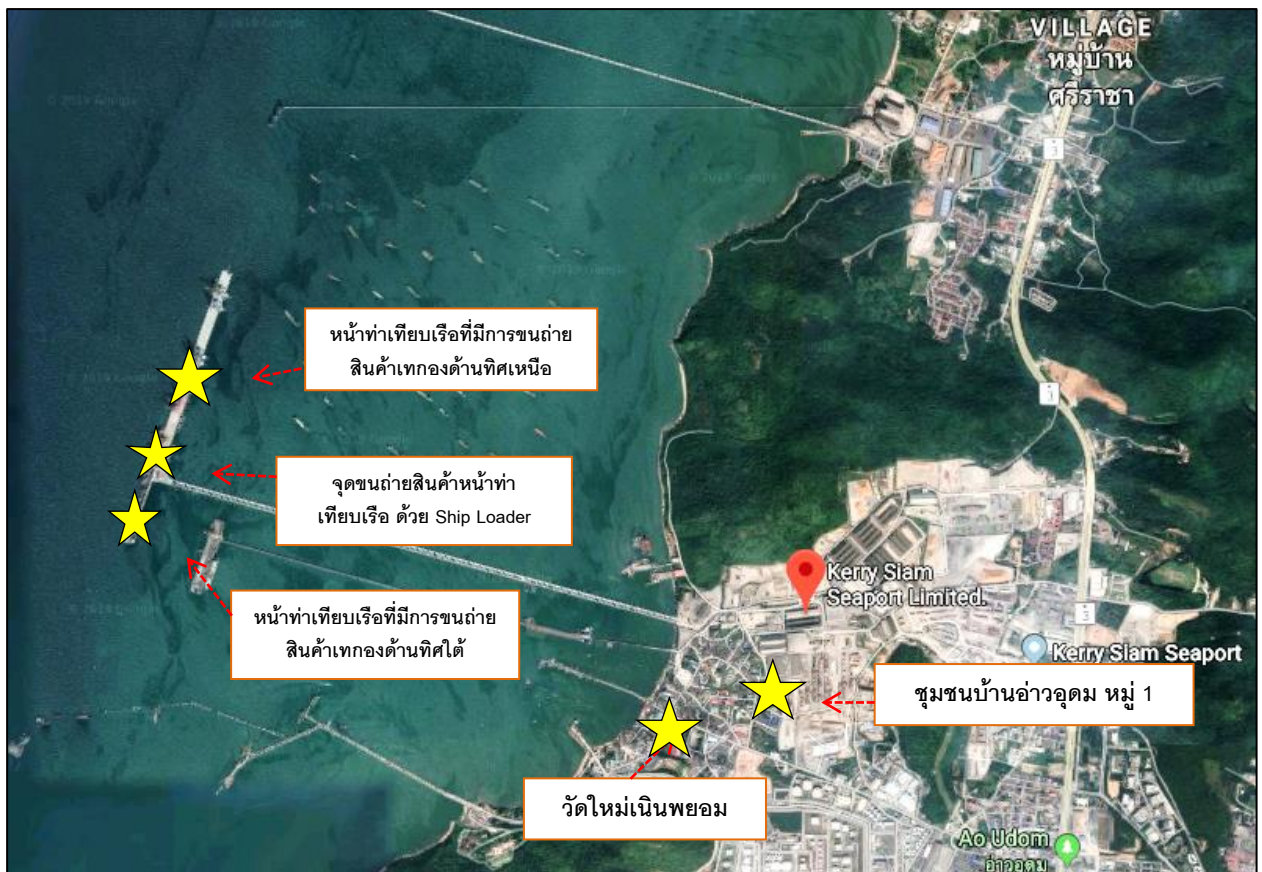 VILLAGE
หมู่บ้าน
ศรีราชา
3
หน้าท่าเทียบเรือที่มีการขนถ่าย
สินค้าเทกองด้านทิศเหนือ
3
จุดขนถ่ายสินค้าหน้าท่า
เทียบเรือ ด้วย Ship Loader
Kerry Siam
Seaport Limited.
หน้าท่าเทียบเรือที่มีการขนถ่าย
สินค้าเทกองด้านทิศใต้
3
Kerry Siam Seaport
ชุมชนบ้านอ่าวอุดม หมู่ 1
วัดใหม่เนินพยอม
Ao Udom
อ่าวอุดม